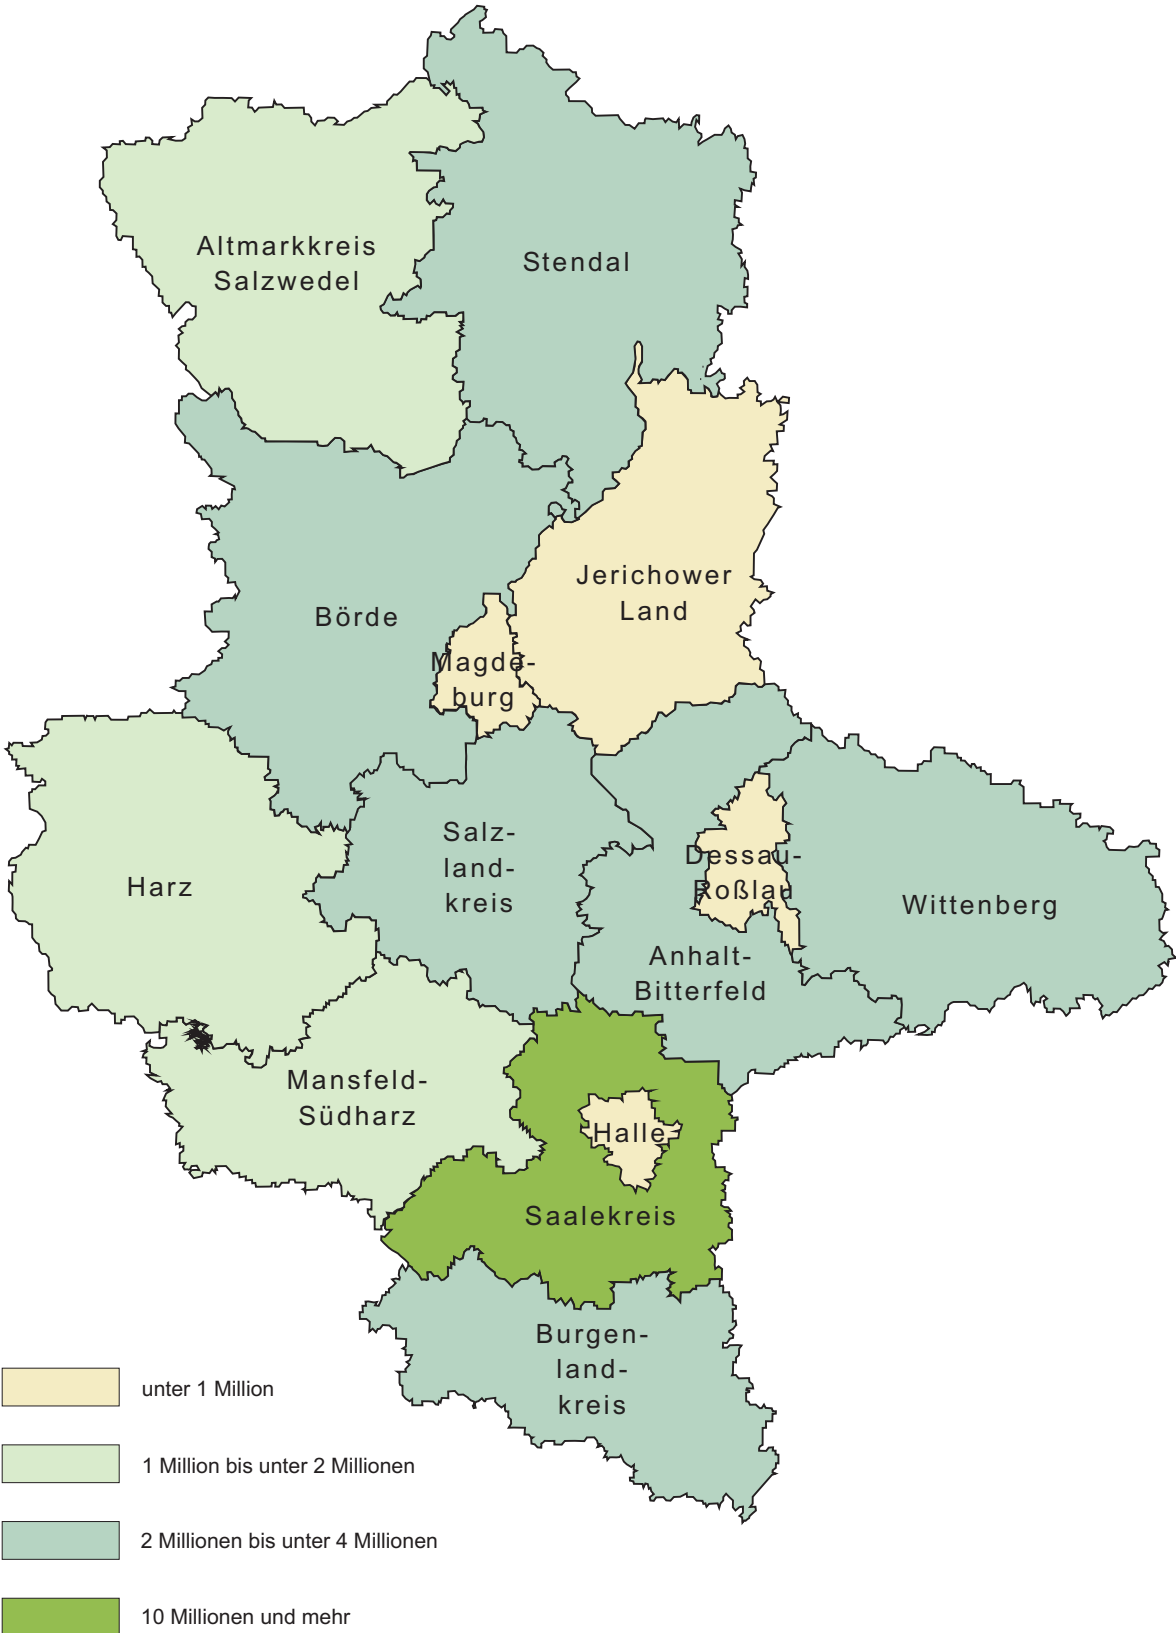 Altmarkkreis
Salzwedel
Stendal
Jerichower
Land
Börde
Magde-
burg
Salz-
land-
kreis
Harz
Dessau-
Roßlau
Wittenberg
Anhalt-
Bitterfeld
Mansfeld-
Südharz
Halle
Saalekreis
Burgen-
land-
kreis
unter 1 Million
1 Million bis unter 2 Millionen
2 Millionen bis unter 4 Millionen
10 Millionen und mehr